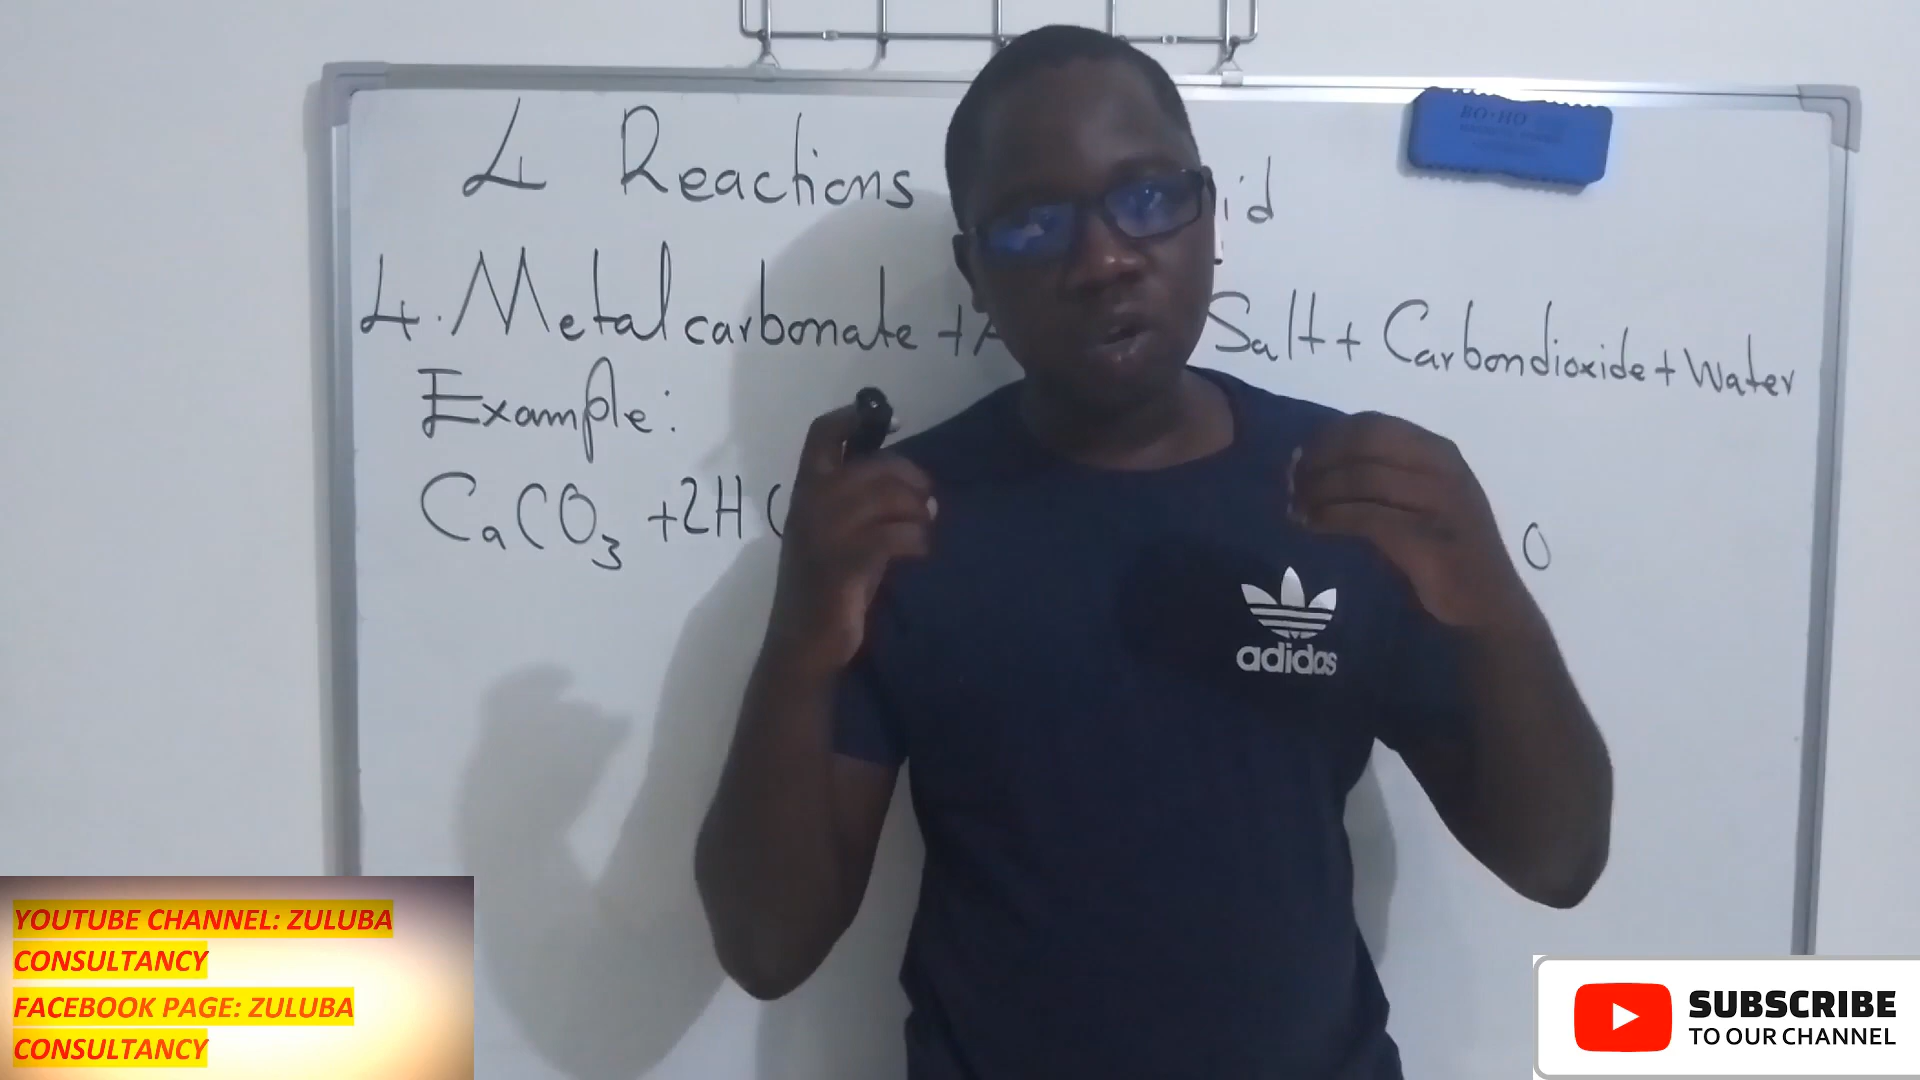 4 Reactions id
4. Metal carbonate + Salt + Carbondioxide + Water
Example:
CaCO3 + 2H O
BO·HO
adidas
YOUTUBE CHANNEL: ZULUBA
CONSULTANCY
FACEBOOK PAGE: ZULUBA
CONSULTANCY
SUBSCRIBE
TO OUR CHANNEL